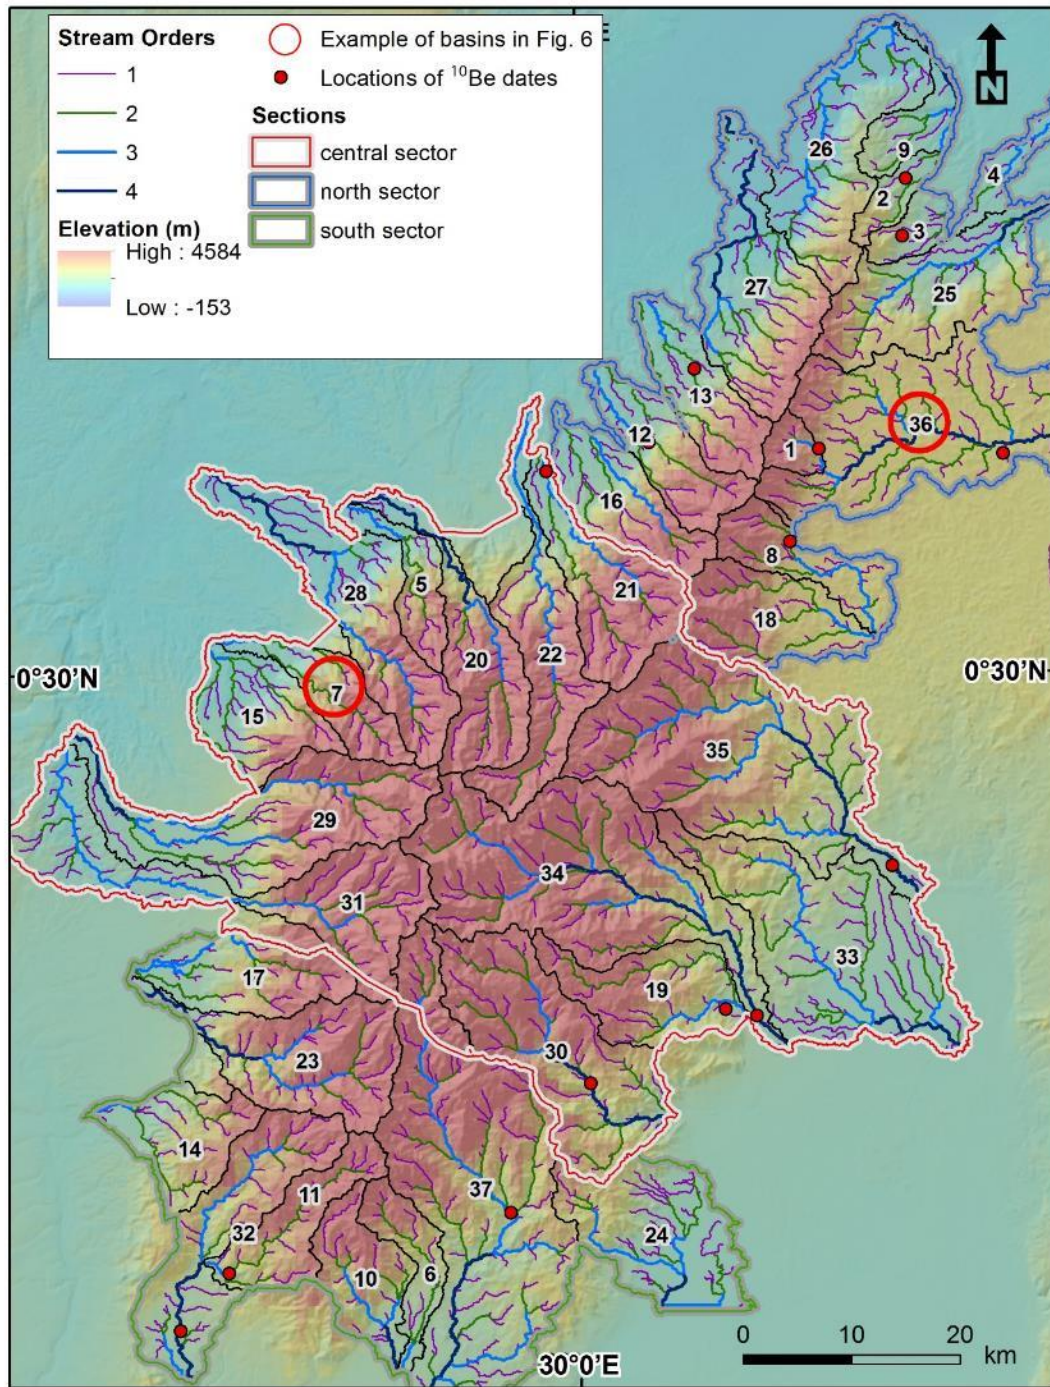 Stream Orders
1
2
3
4
Elevation (m)
High : 4584
Low : -153
Example of basins in Fig. 6
Locations of ¹⁰Be dates
Sections
central sector
north sector
south sector
E
N
26
9
4
2
3
27
25
13
12
36
1
16
8
28
5
21
18
20
22
0°30'N
0°30'N
7
15
35
29
34
31
33
17
19
30
23
14
11
37
32
24
10
6
0
10
20
km
30°0'E